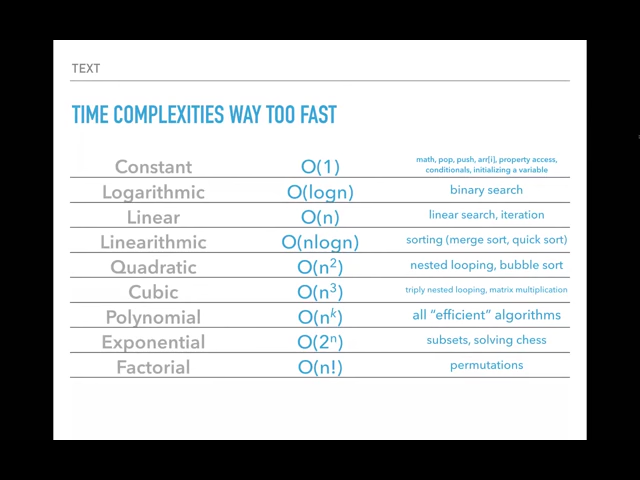 TEXT
TIME COMPLEXITIES WAY TOO FAST
Constant O(1) math, pop, push, arr[i], property access,
conditionals, initializing a variable
Logarithmic O(logn) binary search
Linear O(n) linear search, iteration
Linearithmic O(nlogn) sorting (merge sort, quick sort)
Quadratic O(n²) nested looping, bubble sort
Cubic O(n³) triply nested looping, matrix multiplication
Polynomial O(nᵏ) all “efficient” algorithms
Exponential O(2ⁿ) subsets, solving chess
Factorial O(n!) permutations